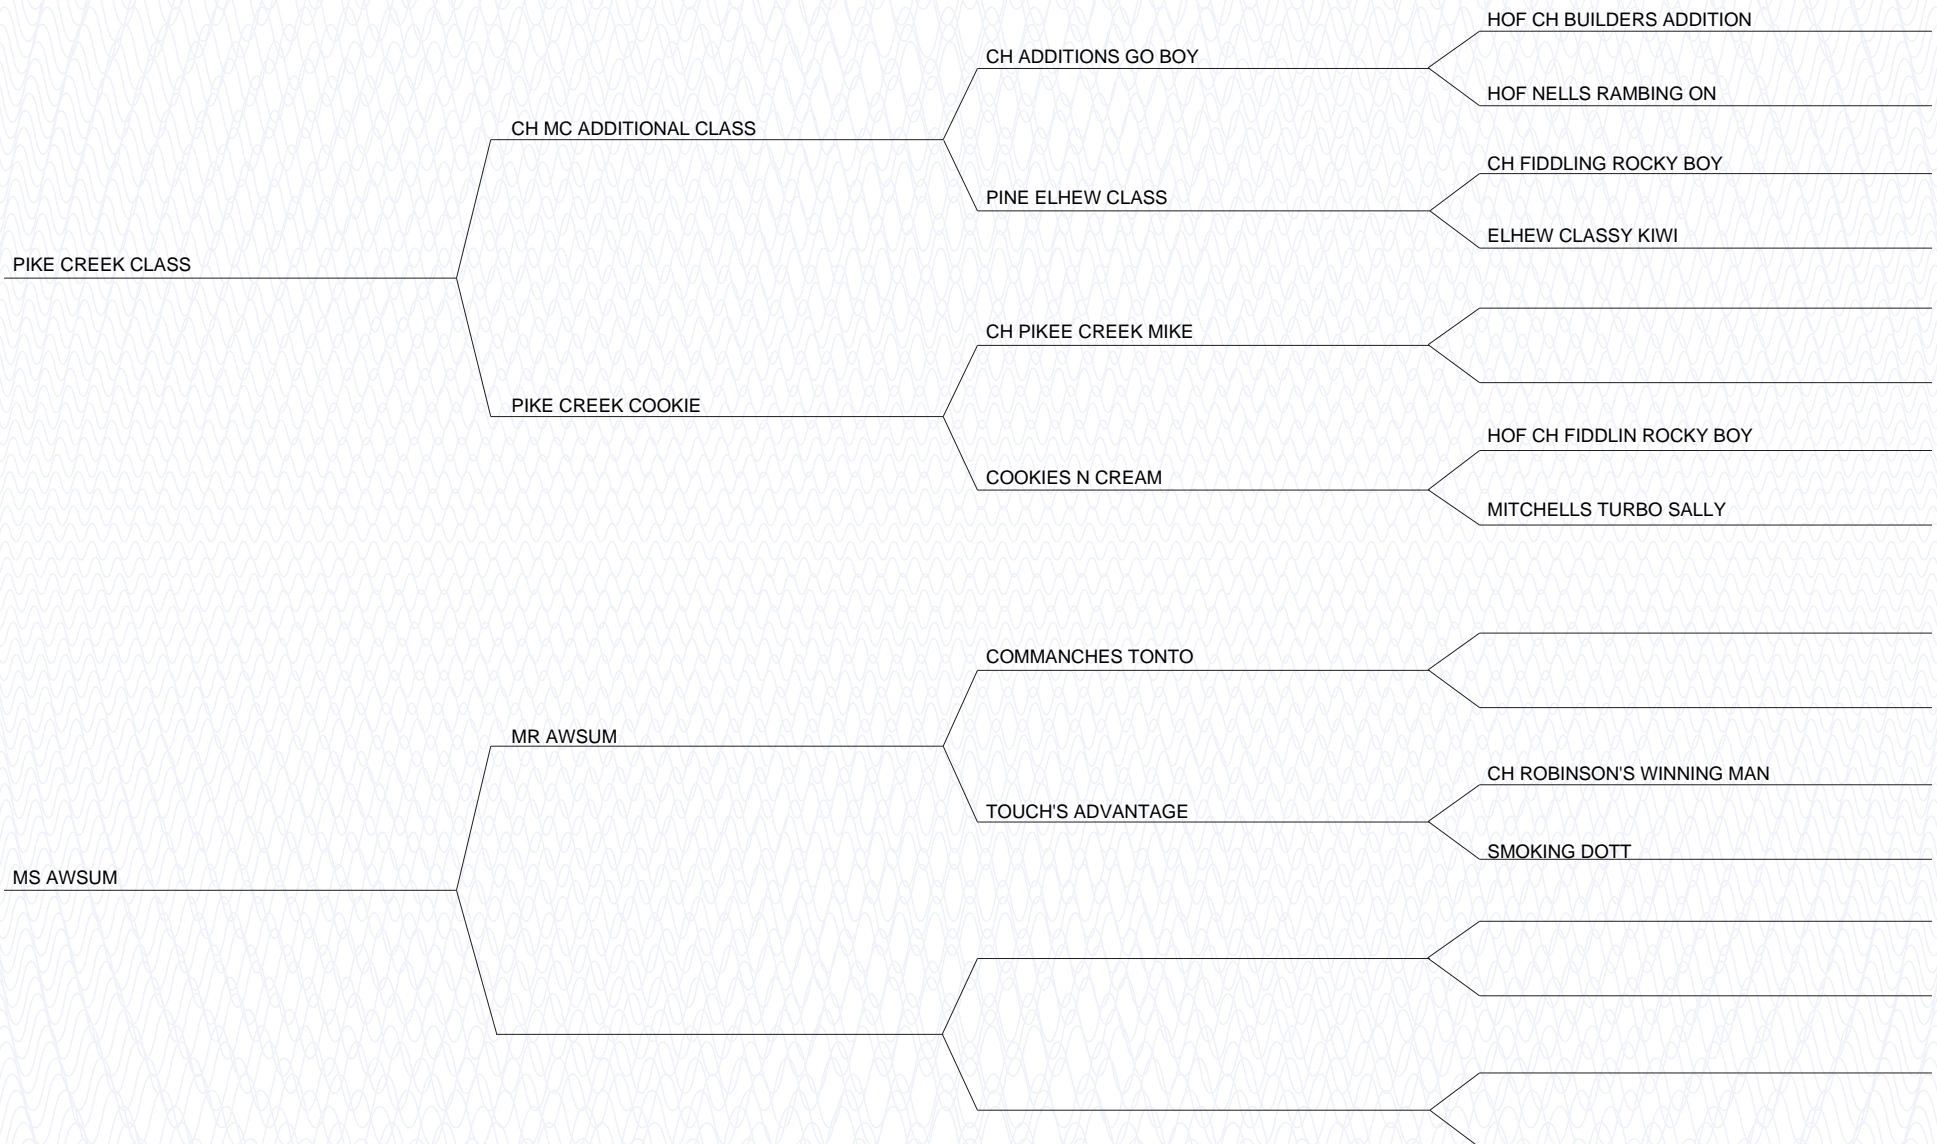 HOF CH BUILDERS ADDITION
CH ADDITIONS GO BOY
HOF NELLS RAMBING ON
CH MC ADDITIONAL CLASS
CH FIDDLING ROCKY BOY
PINE ELHEW CLASS
ELHEW CLASSY KIWI
PIKE CREEK CLASS
CH PIKEE CREEK MIKE
PIKE CREEK COOKIE
HOF CH FIDDLIN ROCKY BOY
COOKIES N CREAM
MITCHELLS TURBO SALLY
COMMANCHES TONTO
MR AWSUM
CH ROBINSON'S WINNING MAN
TOUCH'S ADVANTAGE
SMOKING DOTT
MS AWSUM